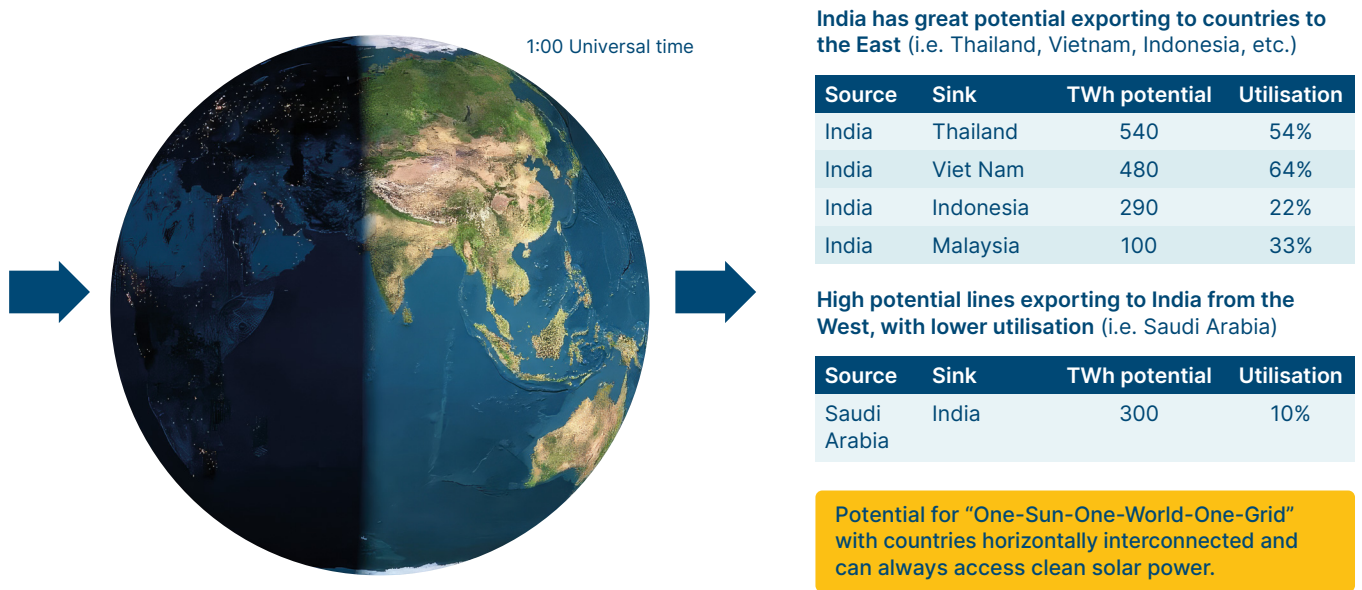 1:00 Universal time
India has great potential exporting to countries to
the East (i.e. Thailand, Vietnam, Indonesia, etc.)
Source Sink TWh potential Utilisation
India Thailand 540 54%
India Viet Nam 480 64%
India Indonesia 290 22%
India Malaysia 100 33%
High potential lines exporting to India from the
West, with lower utilisation (i.e. Saudi Arabia)
Source Sink TWh potential Utilisation
Saudi India 300 10%
Arabia
Potential for “One-Sun-One-World-One-Grid”
with countries horizontally interconnected and
can always access clean solar power.